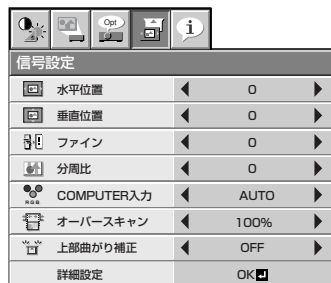 Opt
i
信号設定
水平位置 0
垂直位置 0
ファイン 0
分周比 0
RGB COMPUTER入力 AUTO
オーバースキャン 100%
上部曲がり補正 OFF
詳細設定 OK